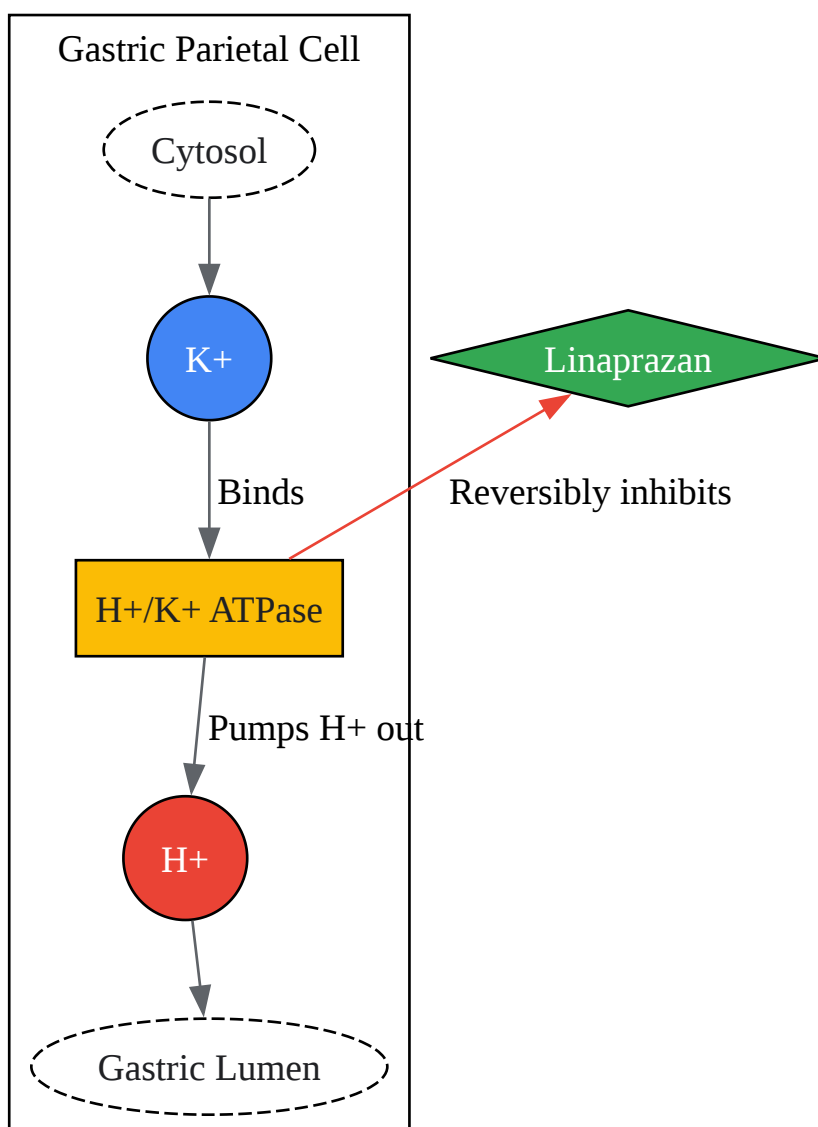 Gastric Parietal Cell
Cytosol
K+
Linaprazan
Binds
Reversibly inhibits
H+/K+ ATPase
Pumps H+ out
H+
Gastric Lumen